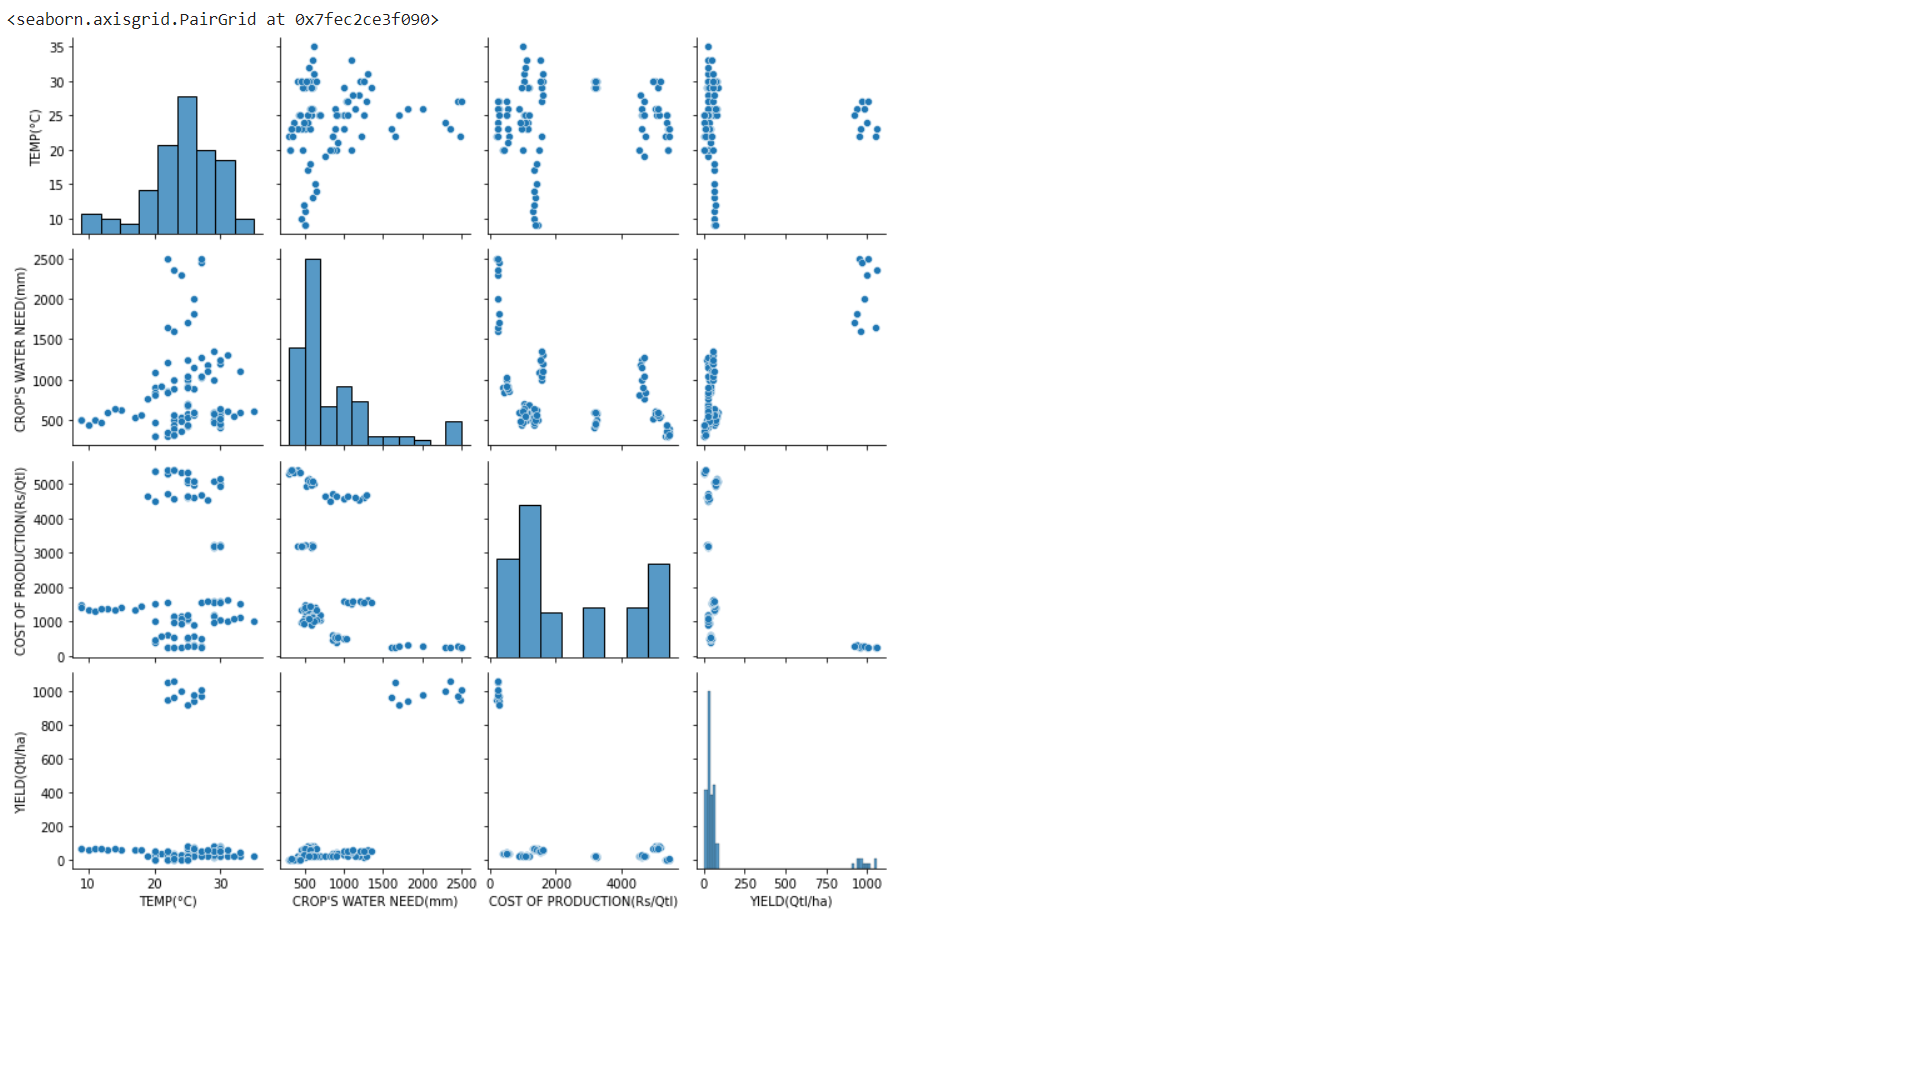 <seaborn.axisgrid.PairGrid at 0x7fec2ce3f090>
35
30
25
20
15
10
TEMP(°C)
2500
2000
1500
1000
500
CROP'S WATER NEED(mm)
5000
4000
3000
2000
1000
0
COST OF PRODUCTION(Rs/Qtl)
1000
800
600
400
200
0
YIELD(Qtl/ha)
10 20 30
TEMP(°C)
500 1000 1500 2000 2500
CROP'S WATER NEED(mm)
0 2000 4000
COST OF PRODUCTION(Rs/Qtl)
0 250 500 750 1000
YIELD(Qtl/ha)